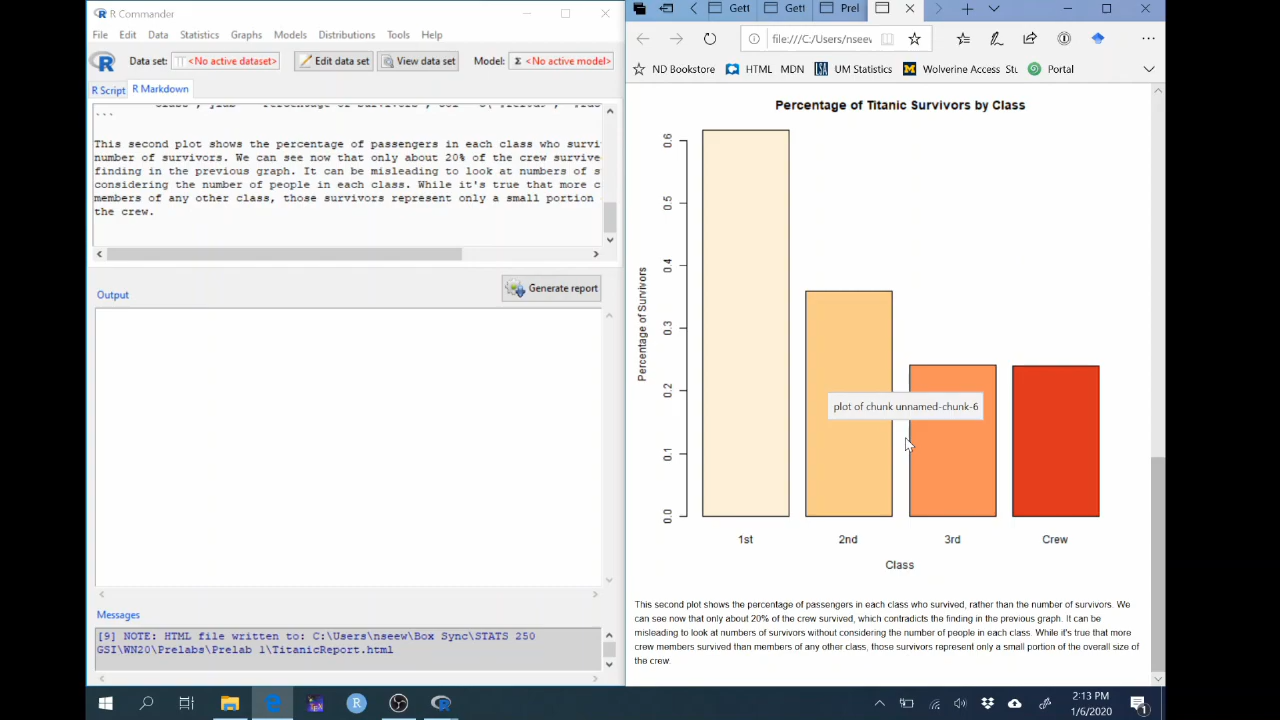 R Commander
File Edit Data Statistics Graphs Models Distributions Tools Help
Data set: <No active dataset> Edit data set View data set Model: Σ <No active model>
R Script R Markdown
```
This second plot shows the percentage of passengers in each class who survi
number of survivors. We can see now that only about 20% of the crew survive
finding in the previous graph. It can be misleading to look at numbers of s
considering the number of people in each class. While it's true that more c
members of any other class, those survivors represent only a small portion
the crew.
Generate report
Output
Messages
[9] NOTE: HTML file written to: C:\Users\nseew\Box Sync\STATS 250
GSI\WN20\Prelabs\Prelab 1\TitanicReport.html
Geti Geti Prel
file:///C:/Users/nseew
ND Bookstore HTML MDN UM Statistics Wolverine Access Stu Portal
Percentage of Titanic Survivors by Class
Percentage of Survivors
0.6
0.5
0.4
0.3
0.2
0.1
0.0
plot of chunk unnamed-chunk-6
1st 2nd 3rd Crew
Class
This second plot shows the percentage of passengers in each class who survived, rather than the number of survivors. We
can see now that only about 20% of the crew survived, which contradicts the finding in the previous graph. It can be
misleading to look at numbers of survivors without considering the number of people in each class. While it's true that more
crew members survived than members of any other class, those survivors represent only a small portion of the overall size of
the crew.
2:13 PM
1/6/2020
1